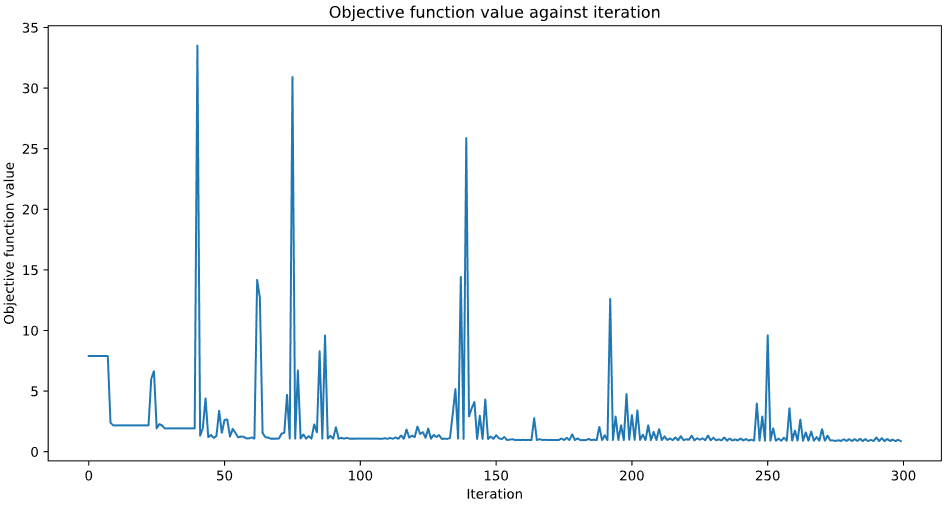 Objective function value against iteration
35
30
25
20
15
10
5
0
Objective function value
0 50 100 150 200 250 300
Iteration